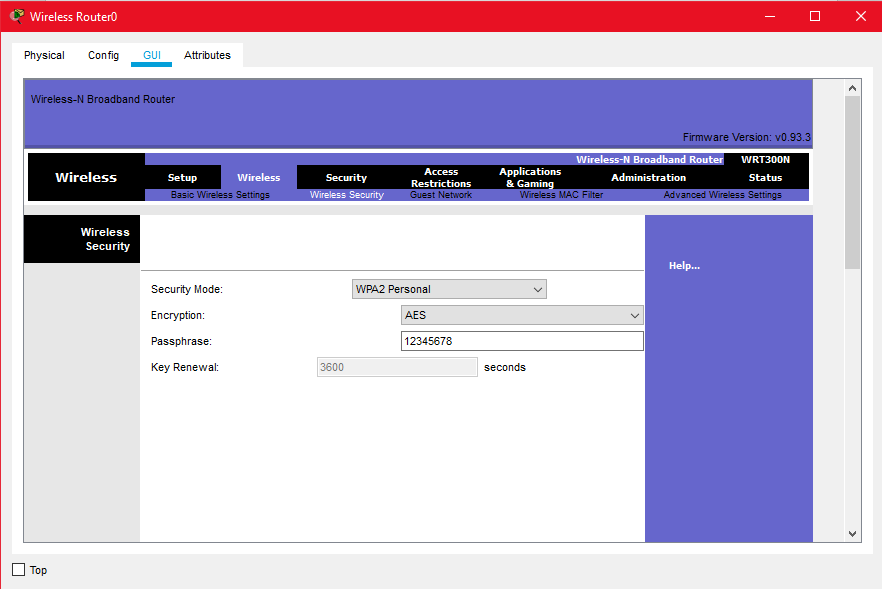 Wireless Router0
Physical Config GUI Attributes
Wireless-N Broadband Router
Firmware Version: v0.93.3
Wireless-N Broadband Router WRT300N
Wireless
Setup Wireless Security Access Restrictions Applications & Gaming Administration Status
Basic Wireless Settings Wireless Security Guest Network Wireless MAC Filter Advanced Wireless Settings
Wireless
Security
Help...
Security Mode: WPA2 Personal
Encryption: AES
Passphrase: 12345678
Key Renewal: 3600 seconds
Top